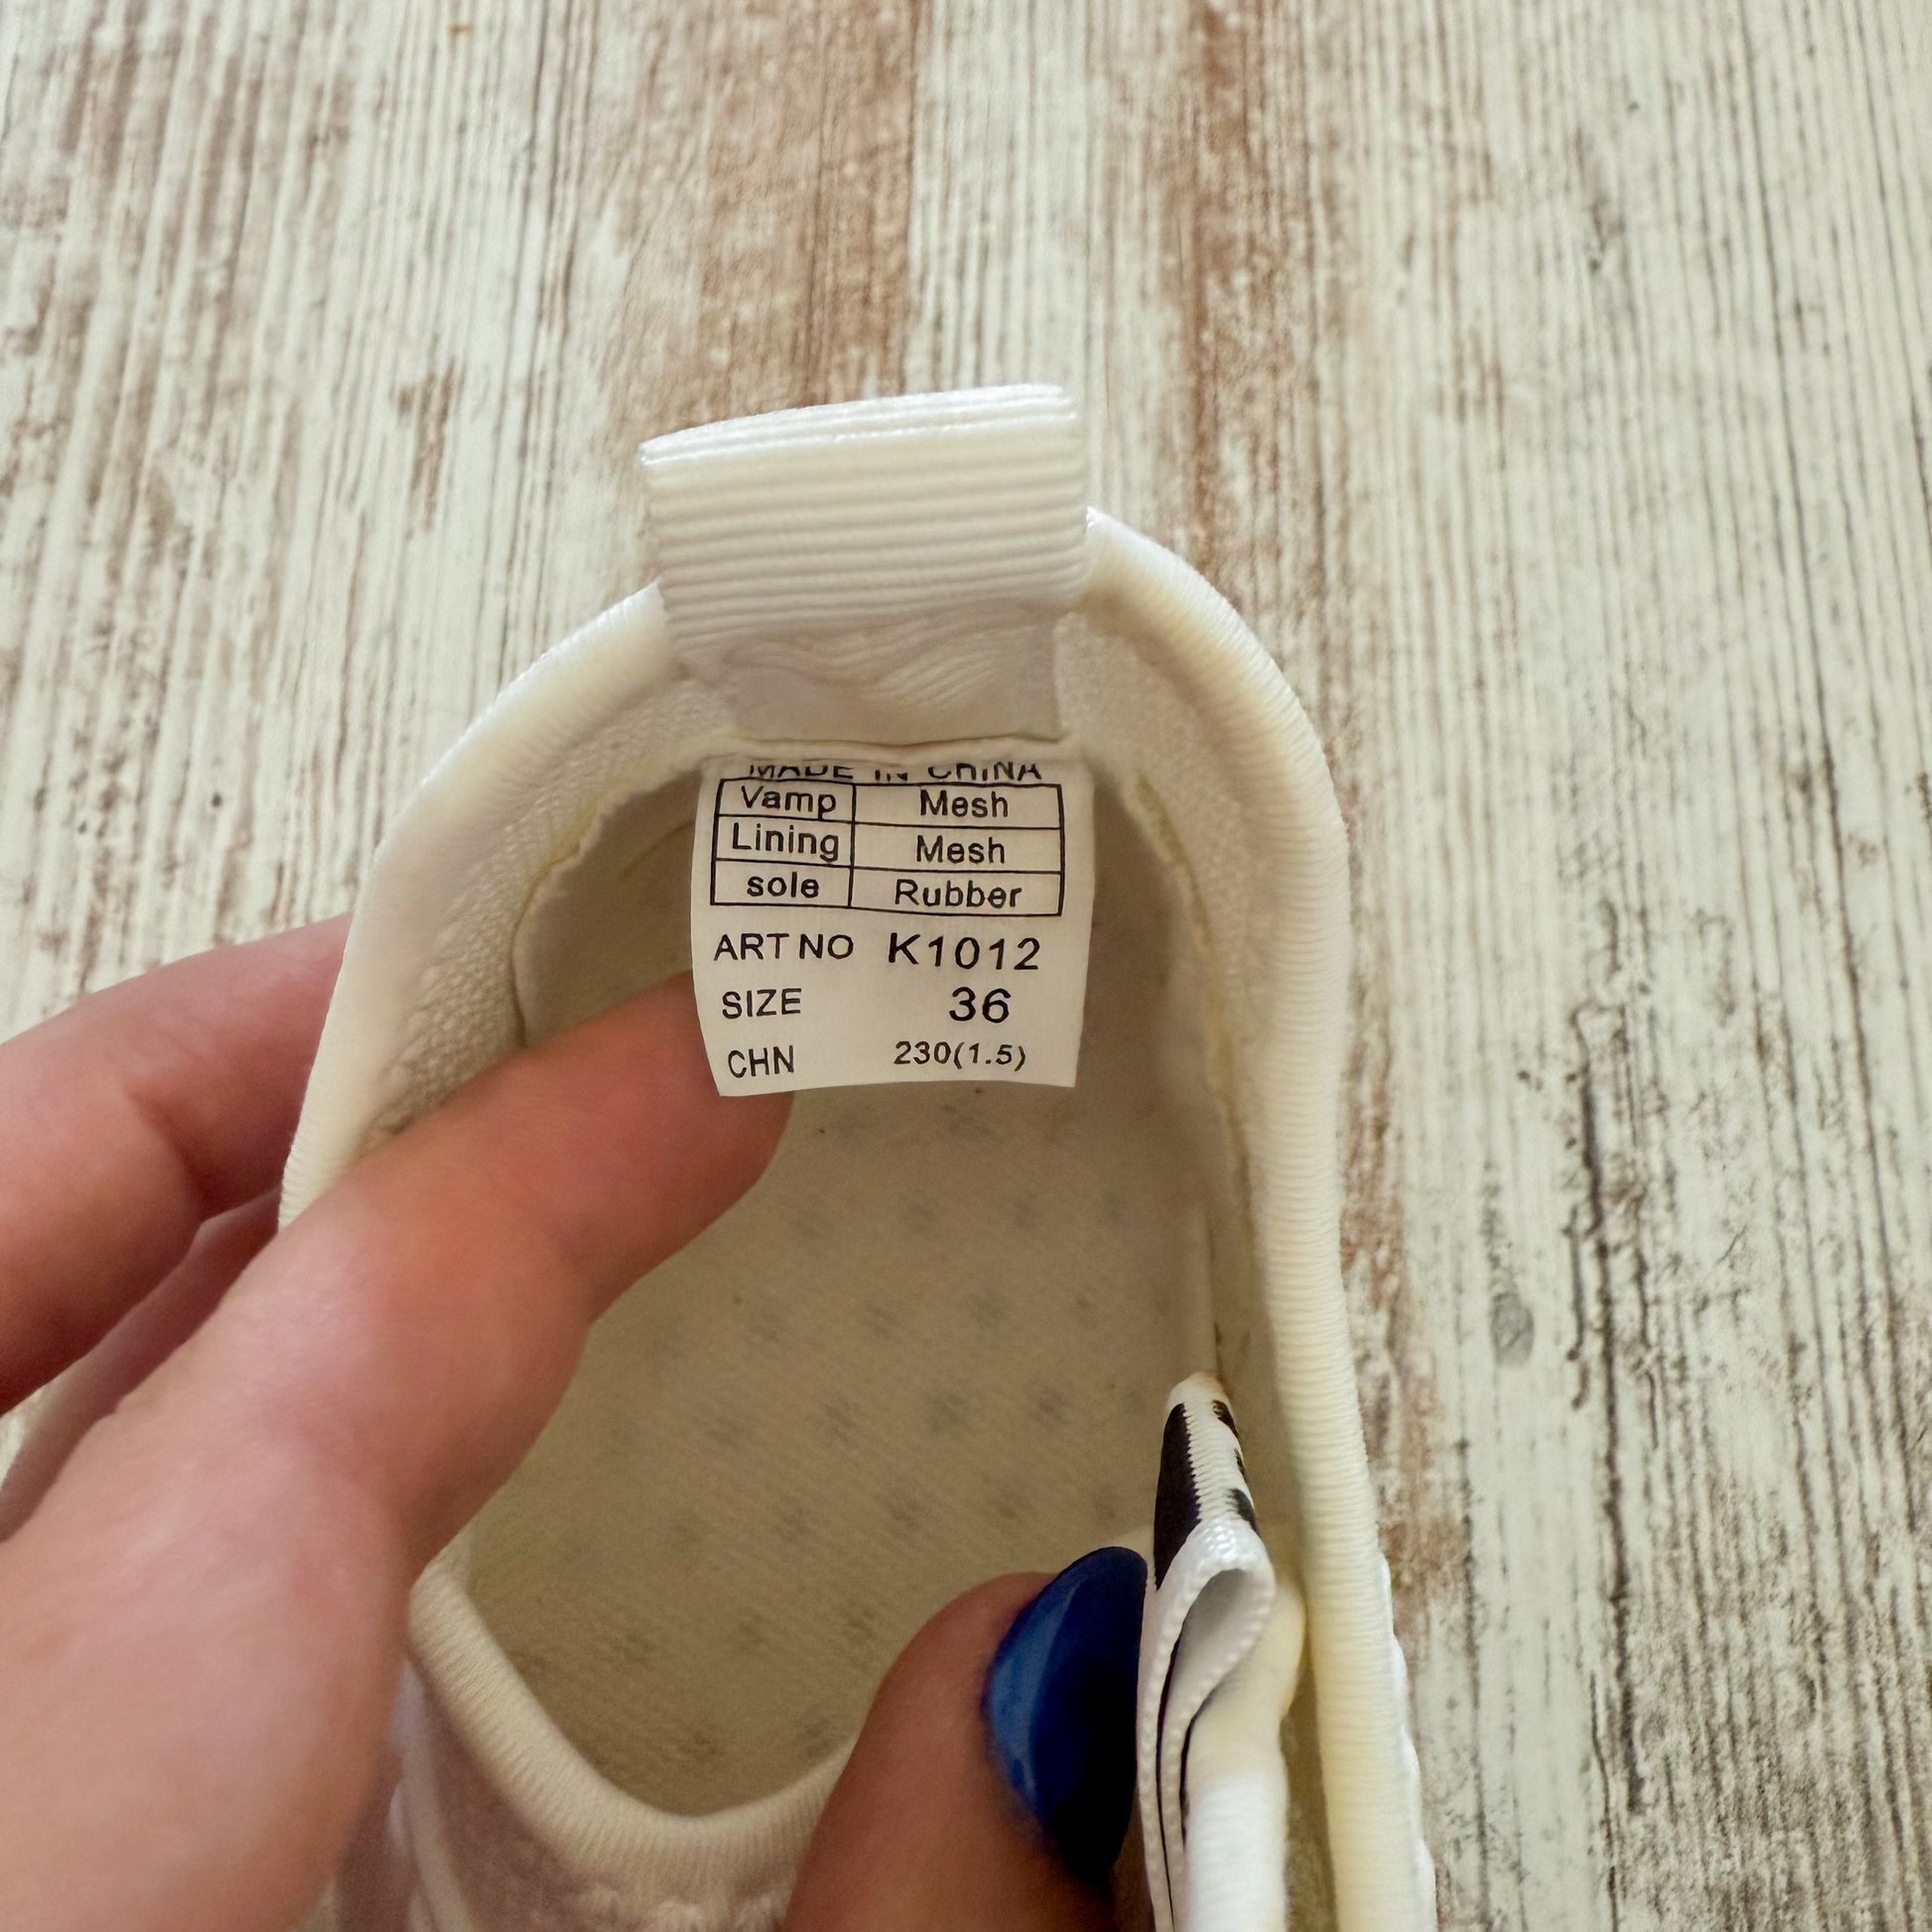 MADE IN CHINA
Vamp Mesh
Lining Mesh
sole Rubber
ART NO K1012
SIZE 36
CHN 230(1.5)